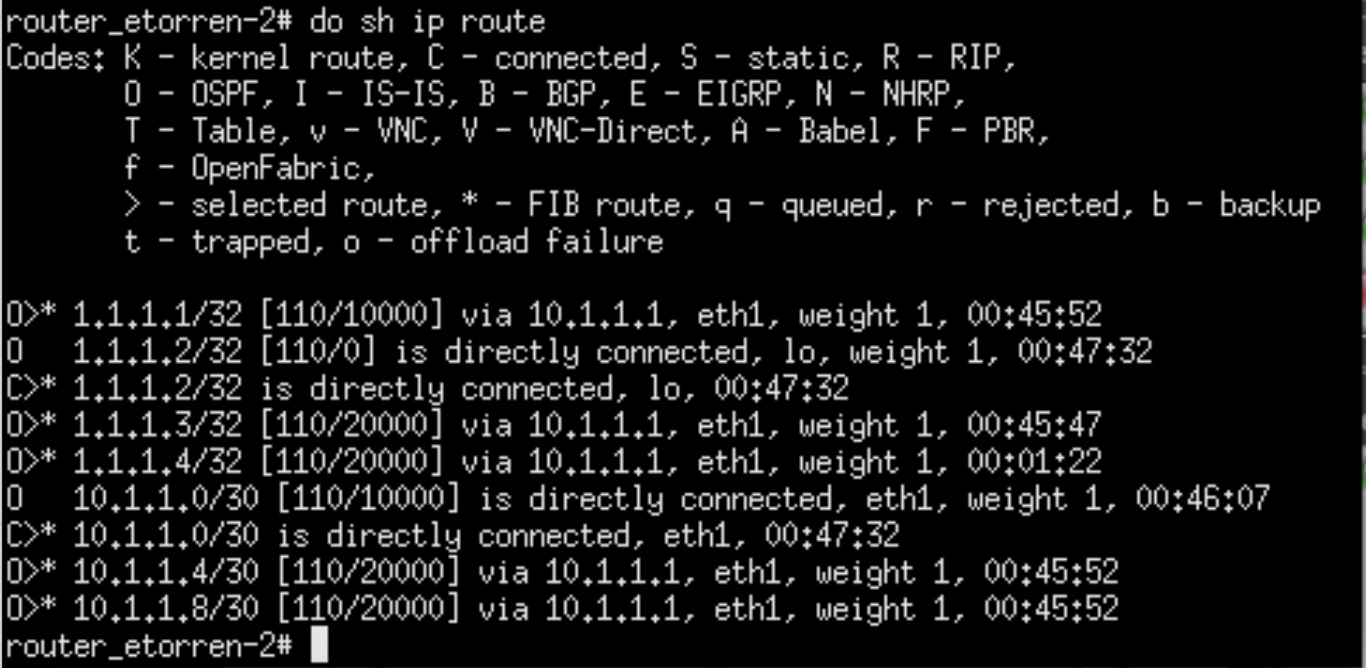 router_etorren-2# do sh ip route
Codes: K - kernel route, C - connected, S - static, R - RIP,
       O - OSPF, I - IS-IS, B - BGP, E - EIGRP, N - NHRP,
       T - Table, v - VNC, V - VNC-Direct, A - Babel, F - PBR,
       f - OpenFabric,
       > - selected route, * - FIB route, q - queued, r - rejected, b - backup
       t - trapped, o - offload failure

O>* 1.1.1.1/32 [110/10000] via 10.1.1.1, eth1, weight 1, 00:45:52
O   1.1.1.2/32 [110/0] is directly connected, lo, weight 1, 00:47:32
C>* 1.1.1.2/32 is directly connected, lo, 00:47:32
O>* 1.1.1.3/32 [110/20000] via 10.1.1.1, eth1, weight 1, 00:45:47
O>* 1.1.1.4/32 [110/20000] via 10.1.1.1, eth1, weight 1, 00:01:22
O   10.1.1.0/30 [110/10000] is directly connected, eth1, weight 1, 00:46:07
C>* 10.1.1.0/30 is directly connected, eth1, 00:47:32
O>* 10.1.1.4/30 [110/20000] via 10.1.1.1, eth1, weight 1, 00:45:52
O>* 10.1.1.8/30 [110/20000] via 10.1.1.1, eth1, weight 1, 00:45:52
router_etorren-2#